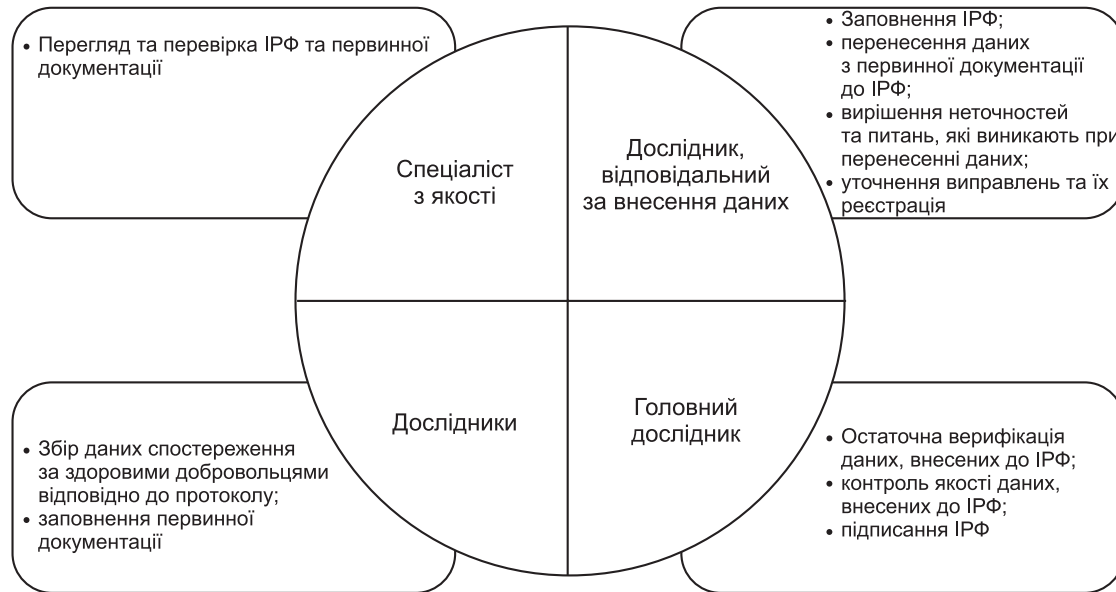 • Перегляд та перевірка ІРФ та первинної
документації
Спеціаліст
з якості
Дослідник,
відповідальний
за внесення даних
• Заповнення ІРФ;
• перенесення даних
з первинної документації
до ІРФ;
• вирішення неточностей
та питань, які виникають при
перенесенні даних;
• уточнення виправлень та їх
реєстрація
• Збір даних спостереження
за здоровими добровольцями
відповідно до протоколу;
• заповнення первинної
документації
Дослідники
Головний
дослідник
• Остаточна верифікація
даних, внесених до ІРФ;
• контроль якості даних,
внесених до ІРФ;
• підписання ІРФ